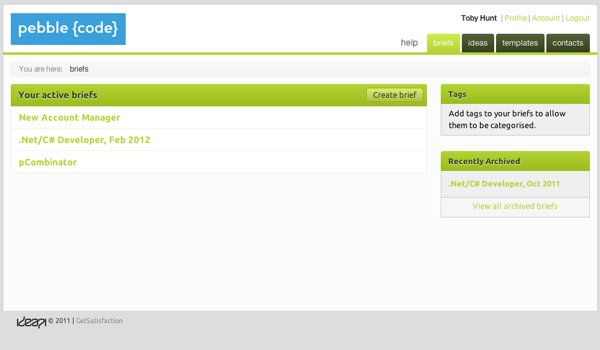 pebble {code}
Toby Hunt | Profile | Account | Logout
help briefs ideas templates contacts
You are here: briefs
Your active briefs Create brief
New Account Manager
.Net/C# Developer, Feb 2012
pCombinator
Tags
Add tags to your briefs to allow
them to be categorised.
Recently Archived
.Net/C# Developer, Oct 2011
View all archived briefs
ideapi © 2011 | GetSatisfaction